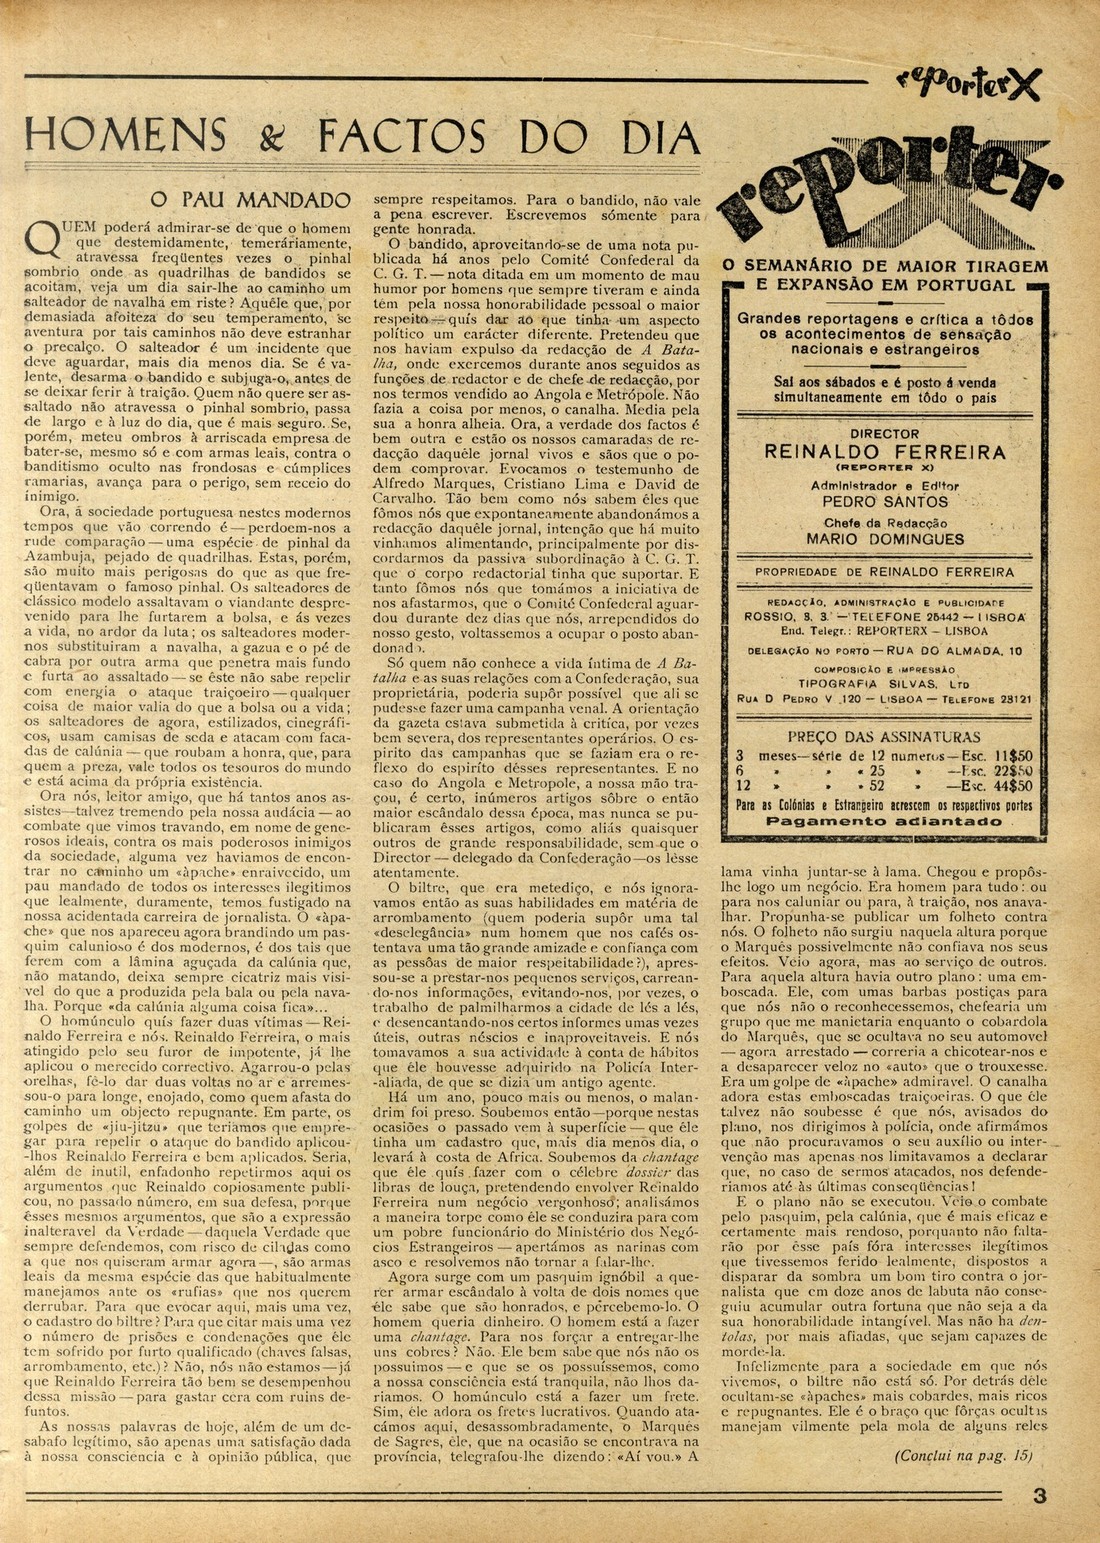 reporterX
HOMENS & FACTOS DO DIA
O PAU MANDADO
QUEM poderá admirar-se de que o homem
que destemidamente, temeráriamente,
atravessa freqüentes vezes o pinhal
sombrio onde as quadrilhas de bandidos se
acoitam, veja um dia sair-lhe ao caminho um
salteador de navalha em riste? Aquêle que, por
demasiada afoiteza do seu temperamento, se
aventura por tais caminhos não deve estranhar
o precalço. O salteador é um incidente que
deve aguardar, mais dia menos dia. Se é va-
lente, desarma o bandido e subjuga-o, antes de
se deixar ferir à traição. Quem não quere ser as-
saltado não atravessa o pinhal sombrio, passa
de largo e à luz do dia, que é mais seguro. Se,
porém, meteu ombros à arriscada empresa de
bater-se, mesmo só e com armas leais, contra o
banditismo oculto nas frondosas e cúmplices
ramarias, avança para o perigo, sem receio do
inimigo.
Ora, á sociedade portuguesa nestes modernos
tempos que vão correndo é—perdoem-nos a
rude comparação—uma espécie de pinhal da
Azambuja, pejado de quadrilhas. Estas, porém,
são muito mais perigosas do que as que fre-
qüentavam o famoso pinhal. Os salteadores de
clássico modelo assaltavam o viandante despre-
venido para lhe furtarem a bolsa, e ás vezes
a vida, no ardor da luta; os salteadores moder-
nos substituiram a navalha, a gazua e o pé de
cabra por outra arma que penetra mais fundo
e furta ao assaltado—se êste não sabe repelir
com energia o ataque traiçoeiro—qualquer
coisa de maior valia do que a bolsa ou a vida;
os salteadores de agora, estilizados, cinegráfi-
cos, usam camisas de seda e atacam com faca-
das de calúnia—que roubam a honra, que, para
quem a preza, vale todos os tesouros do mundo
e está acima da própria existência.
Ora nós, leitor amigo, que há tantos anos as-
sistes—talvez tremendo pela nossa audácia—ao
combate que vimos travando, em nome de gene-
rosos ideais, contra os mais poderosos inimigos
da sociedade, alguma vez haviamos de encon-
trar no caminho um «àpache» enraivecido, um
pau mandado de todos os interesses ilegitimos
que lealmente, duramente, temos fustigado na
nossa acidentada carreira de jornalista. O «àpa-
che» que nos apareceu agora brandindo um pas-
quim calunioso é dos modernos, é dos tais que
ferem com a lâmina aguçada da calúnia que,
não matando, deixa sempre cicatriz mais visi-
vel do que a produzida pela bala ou pela nava-
lha. Porque «da calúnia alguma coisa fica»...
O homúnculo quís fazer duas vítimas—Rei-
naldo Ferreira e nós. Reinaldo Ferreira, o mais
atingido pelo seu furor de impotente, já lhe
aplicou o merecido correctivo. Agarrou-o pelas
orelhas, fê-lo dar duas voltas no ar e arremes-
sou-o para longe, enojado, como quem afasta do
caminho um objecto repugnante. Em parte, os
golpes de «jiu-jitzu» que teriamos que empre-
gar para repelir o ataque do bandido aplicou-
-lhos Reinaldo Ferreira e bem aplicados. Seria,
além de inutil, enfadonho repetirmos aqui os
argumentos que Reinaldo copiosamente publi-
cou, no passado número, em sua defesa, porque
êsses mesmos argumentos, que são a expressão
inalteravel da Verdade—daquela Verdade que
sempre defendemos, com risco de ciladas como
a que nos quiseram armar agora—, são armas
leais da mesma espécie das que habitualmente
manejamos ante os «rufias» que nos querem
derrubar. Para que evocar aqui, mais uma vez,
o cadastro do biltre? Para que citar mais uma vez
o número de prisões e condenações que êle
tem sofrido por furto qualificado (chaves falsas,
arrombamento, etc.)? Não, nós não estamos—já
que Reinaldo Ferreira tão bem se desempenhou
dessa missão—para gastar cera com ruins de-
funtos.
As nossas palavras de hoje, além de um de-
sabafo legítimo, são apenas uma satisfação dada
à nossa consciencia e à opinião pública, que
sempre respeitamos. Para o bandido, não vale
a pena escrever. Escrevemos sómente para
gente honrada.
O bandido, aproveitando-se de uma nota pu-
blicada há anos pelo Comité Confederal da
C. G. T.—nota ditada em um momento de mau
humor por homens que sempre tiveram e ainda
têm pela nossa honorabilidade pessoal o maior
respeito—quís dar ao que tinha um aspecto
político um carácter diferente. Pretendeu que
nos haviam expulso da redacção de A Bata-
lha, onde exercemos durante anos seguidos as
funções de redactor e de chefe de redacção, por
nos termos vendido ao Angola e Metrópole. Não
fazia a coisa por menos, o canalha. Media pela
sua a honra alheia. Ora, a verdade dos factos é
bem outra e estão os nossos camaradas de re-
dacção daquêle jornal vivos e sãos que o po-
dem comprovar. Evocamos o testemunho de
Alfredo Marques, Cristiano Lima e David de
Carvalho. Tão bem como nós sabem êles que
fômos nós que expontaneamente abandonámos a
redacção daquêle jornal, intenção que há muito
vinhamos alimentando, principalmente por dis-
cordarmos da passiva subordinação à C. G. T.
que o corpo redactorial tinha que suportar. E
tanto fômos nós que tomámos a iniciativa de
nos afastarmos, que o Comité Confederal aguar-
dou durante dez dias que nós, arrependidos do
nosso gesto, voltassemos a ocupar o posto aban-
donado.
Só quem não conhece a vida íntima de A Ba-
talha e as suas relações com a Confederação, sua
proprietária, poderia supôr possível que ali se
pudesse fazer uma campanha venal. A orientação
da gazeta estava submetida à critíca, por vezes
bem severa, dos representantes operários. O es-
pirito das campanhas que se faziam era o re-
flexo do espiríto désses representantes. E no
caso do Angola e Metropole, a nossa mão tra-
çou, é certo, inúmeros artigos sôbre o então
maior escândalo dessa época, mas nunca se pu-
blicaram êsses artigos, como aliás quaisquer
outros de grande responsabilidade, sem que o
Director—delegado da Confederação—os lêsse
atentamente.
O biltre, que era metediço, e nós ignora-
vamos então as suas habilidades em matéria de
arrombamento (quem poderia supôr uma tal
«deselegância» num homem que nos cafés os-
tentava uma tão grande amizade e confiança com
as pessôas de maior respeitabilidade?), apres-
sou-se a prestar-nos pequenos serviços, carrean-
do-nos informações, evitando-nos, por vezes, o
trabalho de palmilharmos a cidade de lés a lés,
e desencantando-nos certos informes umas vezes
úteis, outras néscios e inaproveitaveis. E nós
tomavamos a sua actividade à conta de hábitos
que êle houvesse adquirido na Polícia Inter-
-aliada, de que se dizia um antigo agente.
Há um ano, pouco mais ou menos, o malan-
drim foi preso. Soubemos então—porque nestas
ocasiões o passado vem à superfície—que êle
tinha um cadastro que, mais dia menos dia, o
levará à costa de Africa. Soubemos da chantage
que êle quís fazer com o célebre dossier das
libras de louça, pretendendo envolver Reinaldo
Ferreira num negócio vergonhoso; analisámos
a maneira torpe como êle se conduzira para com
um pobre funcionário do Ministério dos Negó-
cios Estrangeiros—apertámos as narinas com
asco e resolvemos não tornar a falar-lhe.
Agora surge com um pasquim ignóbil a que-
rer armar escândalo à volta de dois nomes que
êle sabe que são honrados, e percebemo-lo. O
homem queria dinheiro. O homem está a fazer
uma chantage. Para nos forçar a entregar-lhe
uns cobres? Não. Ele bem sabe que nós não os
possuimos—e que se os possuíssemos, como
a nossa consciência está tranquila, não lhos da-
riamos. O homúnculo está a fazer um frete.
Sim, êle adora os fretes lucrativos. Quando ata-
cámos aqui, desassombradamente, o Marquês
de Sagres, êle, que na ocasião se encontrava na
província, telegrafou-lhe dizendo: «Aí vou.» A
reporter X
O SEMANÁRIO DE MAIOR TIRAGEM
E EXPANSÃO EM PORTUGAL
Grandes reportagens e crítica a tôdos
os acontecimentos de sensação
nacionais e estrangeiros
Sai aos sábados e é posto á venda
simultaneamente em tôdo o pais
DIRECTOR
REINALDO FERREIRA
(REPORTER X)
Administrador e Editor
PEDRO SANTOS
Chefe da Redacção
MARIO DOMINGUES
PROPRIEDADE DE REINALDO FERREIRA
REDACÇÃO, ADMINISTRAÇÃO E PUBLICIDADE
ROSSIO, 3, 3.º—TELEFONE 26442—LISBOA
End. Telegr.: REPORTERX—LISBOA
DELEGAÇÃO NO PORTO—RUA DO ALMADA, 10
COMPOSIÇÃO E IMPRESSÃO
TIPOGRAFIA SILVAS, LTD
RUA D PEDRO V 120—LISBOA—TELEFONE 23121
PREÇO DAS ASSINATURAS
3 meses—série de 12 numeros—Esc. 11$50
6 » » « 25 » —Esc. 22$50
12 » » « 52 » —Esc. 44$50
Para as Colónias e Estrangeiro acrescem os respectivos portes
Pagamento adiantado
lama vinha juntar-se à lama. Chegou e propôs-
lhe logo um negócio. Era homem para tudo: ou
para nos caluniar ou para, à traição, nos anava-
lhar. Propunha-se publicar um folheto contra
nós. O folheto não surgiu naquela altura porque
o Marquês possivelmente não confiava nos seus
efeitos. Veio agora, mas ao serviço de outros.
Para aquela altura havia outro plano: uma em-
boscada. Ele, com umas barbas postiças para
que nós não o reconhecessemos, chefearia um
grupo que me manietaria enquanto o cobardola
do Marquês, que se ocultava no seu automovel
—agora arrestado—correria a chicotear-nos e
a desaparecer veloz no «auto» que o trouxesse.
Era um golpe de «àpache» admiravel. O canalha
adora estas emboscadas traiçoeiras. O que êle
talvez não soubesse é que nós, avisados do
plano, nos dirigimos à polícia, onde afirmámos
que não procuravamos o seu auxílio ou inter-
venção mas apenas nos limitavamos a declarar
que, no caso de sermos atacados, nos defende-
riamos até às últimas conseqüências!
E o plano não se executou. Veio o combate
pelo pasquim, pela calúnia, que é mais eficaz e
certamente mais rendoso, porquanto não falta-
rão por êsse país fóra interesses ilegítimos
que tivessemos ferido lealmente, dispostos a
disparar da sombra um bom tiro contra o jor-
nalista que em doze anos de labuta não conse-
guiu acumular outra fortuna que não seja a da
sua honorabilidade intangível. Mas não ha den-
tolas, por mais afiadas, que sejam capazes de
morde-la.
Infelizmente para a sociedade em que nós
vivemos, o biltre não está só. Por detrás dêle
ocultam-se «àpaches» mais cobardes, mais ricos
e repugnantes. Ele é o braço que fôrças ocultas
manejam vilmente pela mola de alguns reles
(Conclui na pag. 15)
3